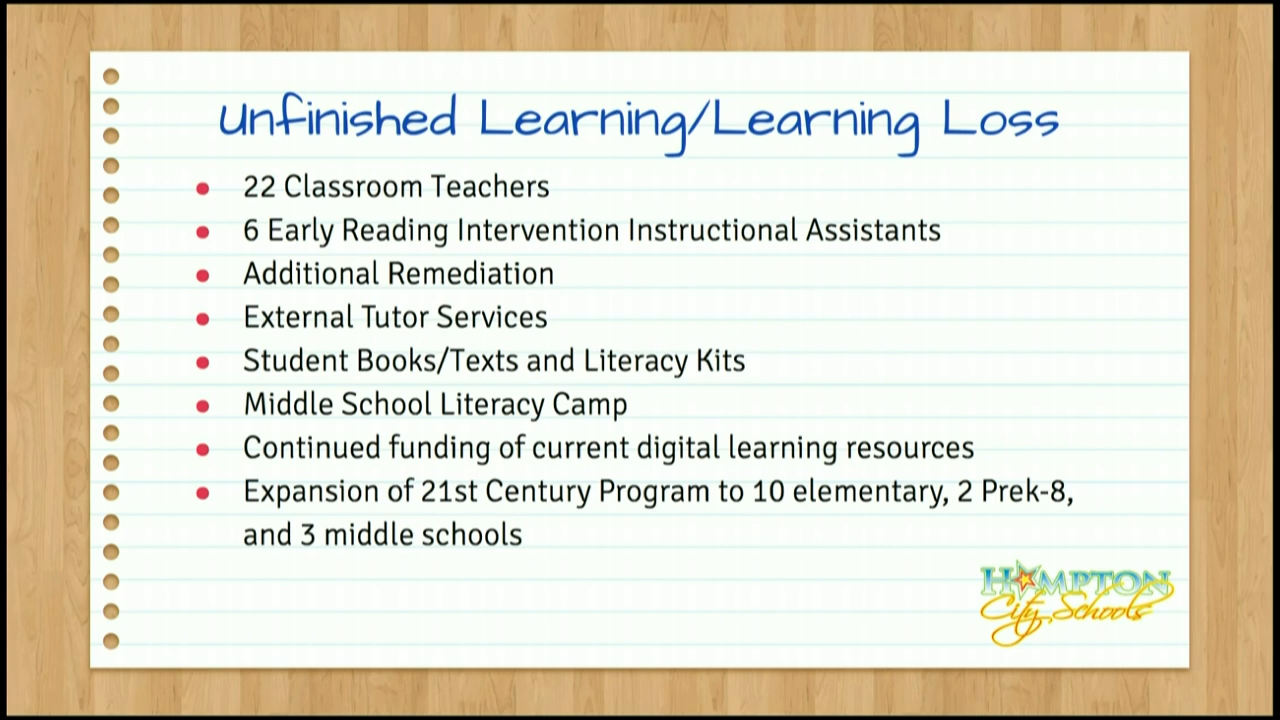 Unfinished Learning/Learning Loss
22 Classroom Teachers
6 Early Reading Intervention Instructional Assistants
Additional Remediation
External Tutor Services
Student Books/Texts and Literacy Kits
Middle School Literacy Camp
Continued funding of current digital learning resources
Expansion of 21st Century Program to 10 elementary, 2 Prek-8,
and 3 middle schools
HAMPTON
City Schools